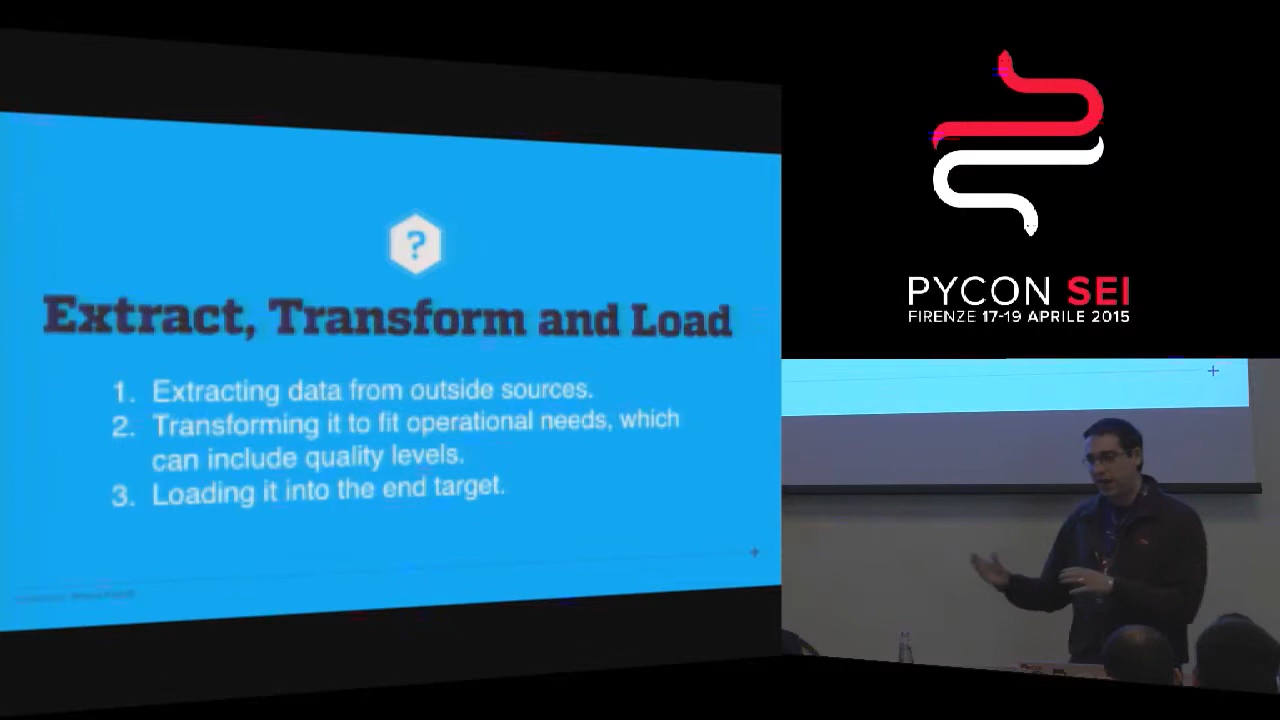 ?
Extract, Transform and Load
1. Extracting data from outside sources.
2. Transforming it to fit operational needs, which
can include quality levels.
3. Loading it into the end target.
PYCON SEI
FIRENZE 17-19 APRILE 2015